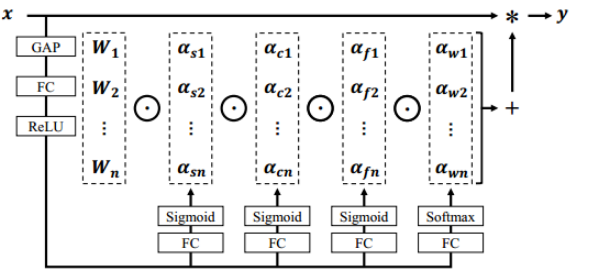 x * y
GAP W₁ αs1 αc1 αf1 αw1
FC W₂ αs2 αc2 αf2 αw2
⊙ ⊙ ⊙ ⊙ +
ReLU ⋮ ⋮ ⋮ ⋮ ⋮
Wₙ αsn αcn αfn αwn
Sigmoid Sigmoid Sigmoid Softmax
FC FC FC FC